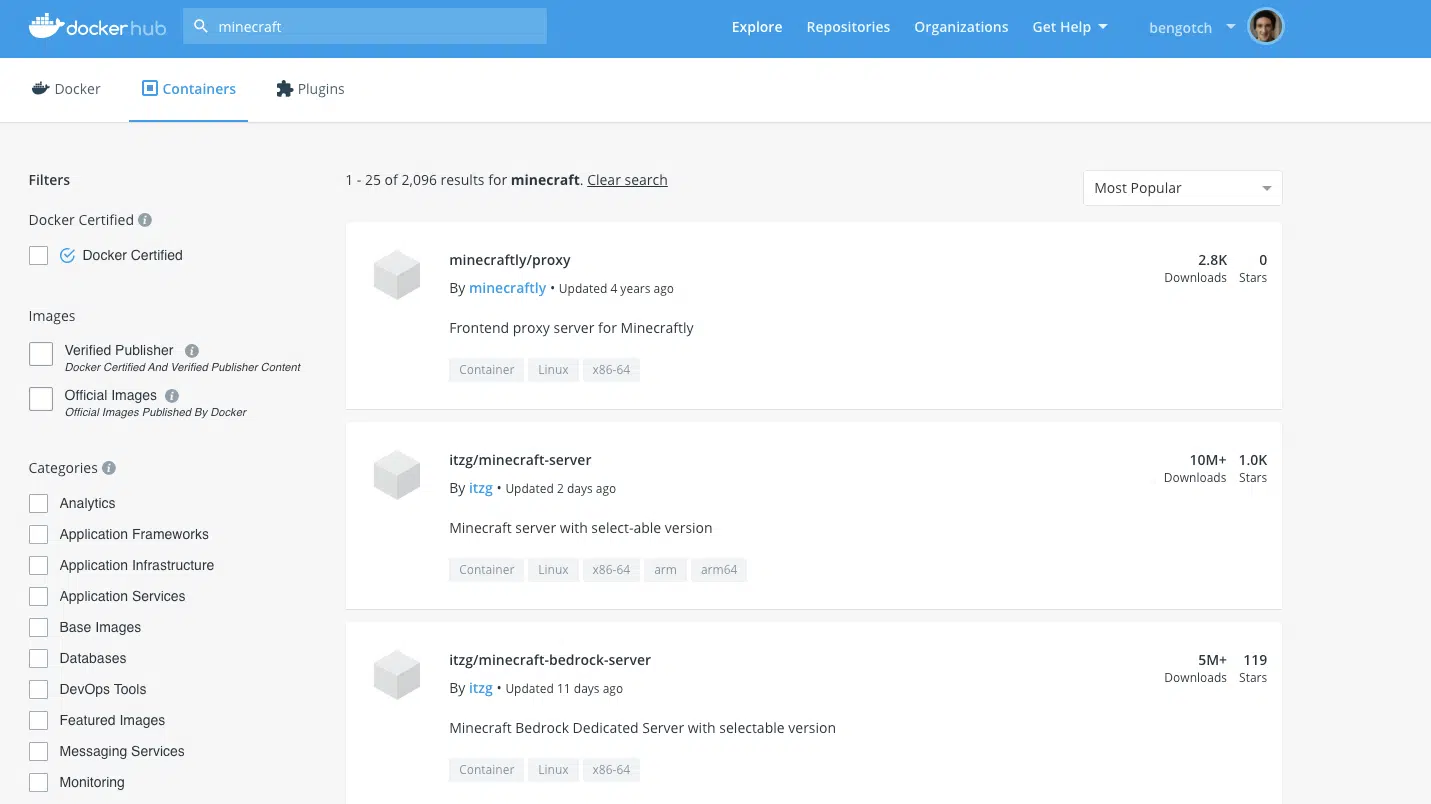 dockerhub
minecraft
Explore
Repositories
Organizations
Get Help
bengotch
Docker
Containers
Plugins
Filters
Docker Certified
Docker Certified
Images
Verified Publisher
Docker Certified And Verified Publisher Content
Official Images
Official Images Published By Docker
Categories
Analytics
Application Frameworks
Application Infrastructure
Application Services
Base Images
Databases
DevOps Tools
Featured Images
Messaging Services
Monitoring
1 - 25 of 2,096 results for minecraft. Clear search
Most Popular
minecraftly/proxy
By minecraftly • Updated 4 years ago
Frontend proxy server for Minecraftly
Container Linux x86-64
2.8K 0
Downloads Stars
itzg/minecraft-server
By itzg • Updated 2 days ago
Minecraft server with select-able version
Container Linux x86-64 arm arm64
10M+ 1.0K
Downloads Stars
itzg/minecraft-bedrock-server
By itzg • Updated 11 days ago
Minecraft Bedrock Dedicated Server with selectable version
Container Linux x86-64
5M+ 119
Downloads Stars